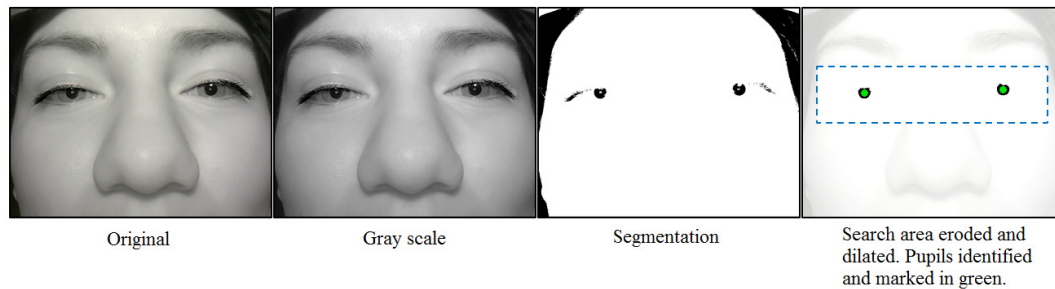 Original
Gray scale
Segmentation
Search area eroded and
dilated. Pupils identified
and marked in green.